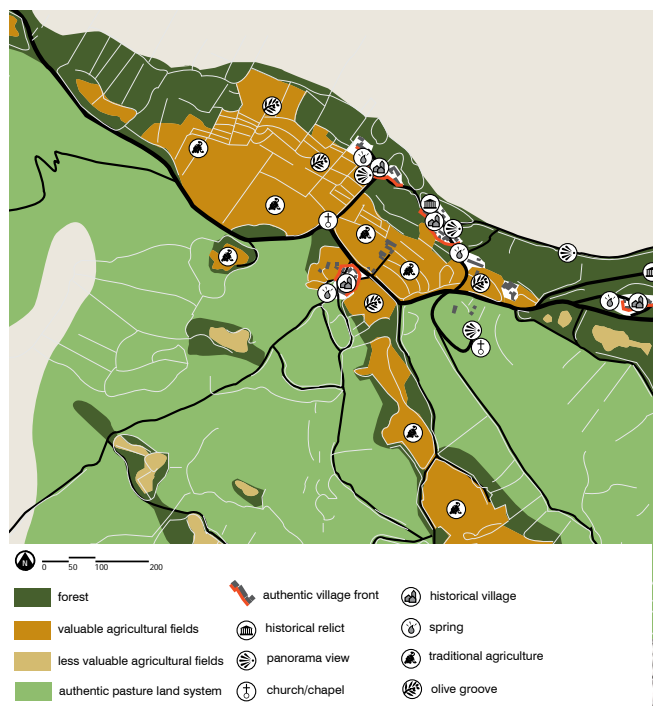 N
0 50 100 200
forest
valuable agricultural fields
less valuable agricultural fields
authentic pasture land system
authentic village front
historical relict
panorama view
church/chapel
historical village
spring
traditional agriculture
olive groove